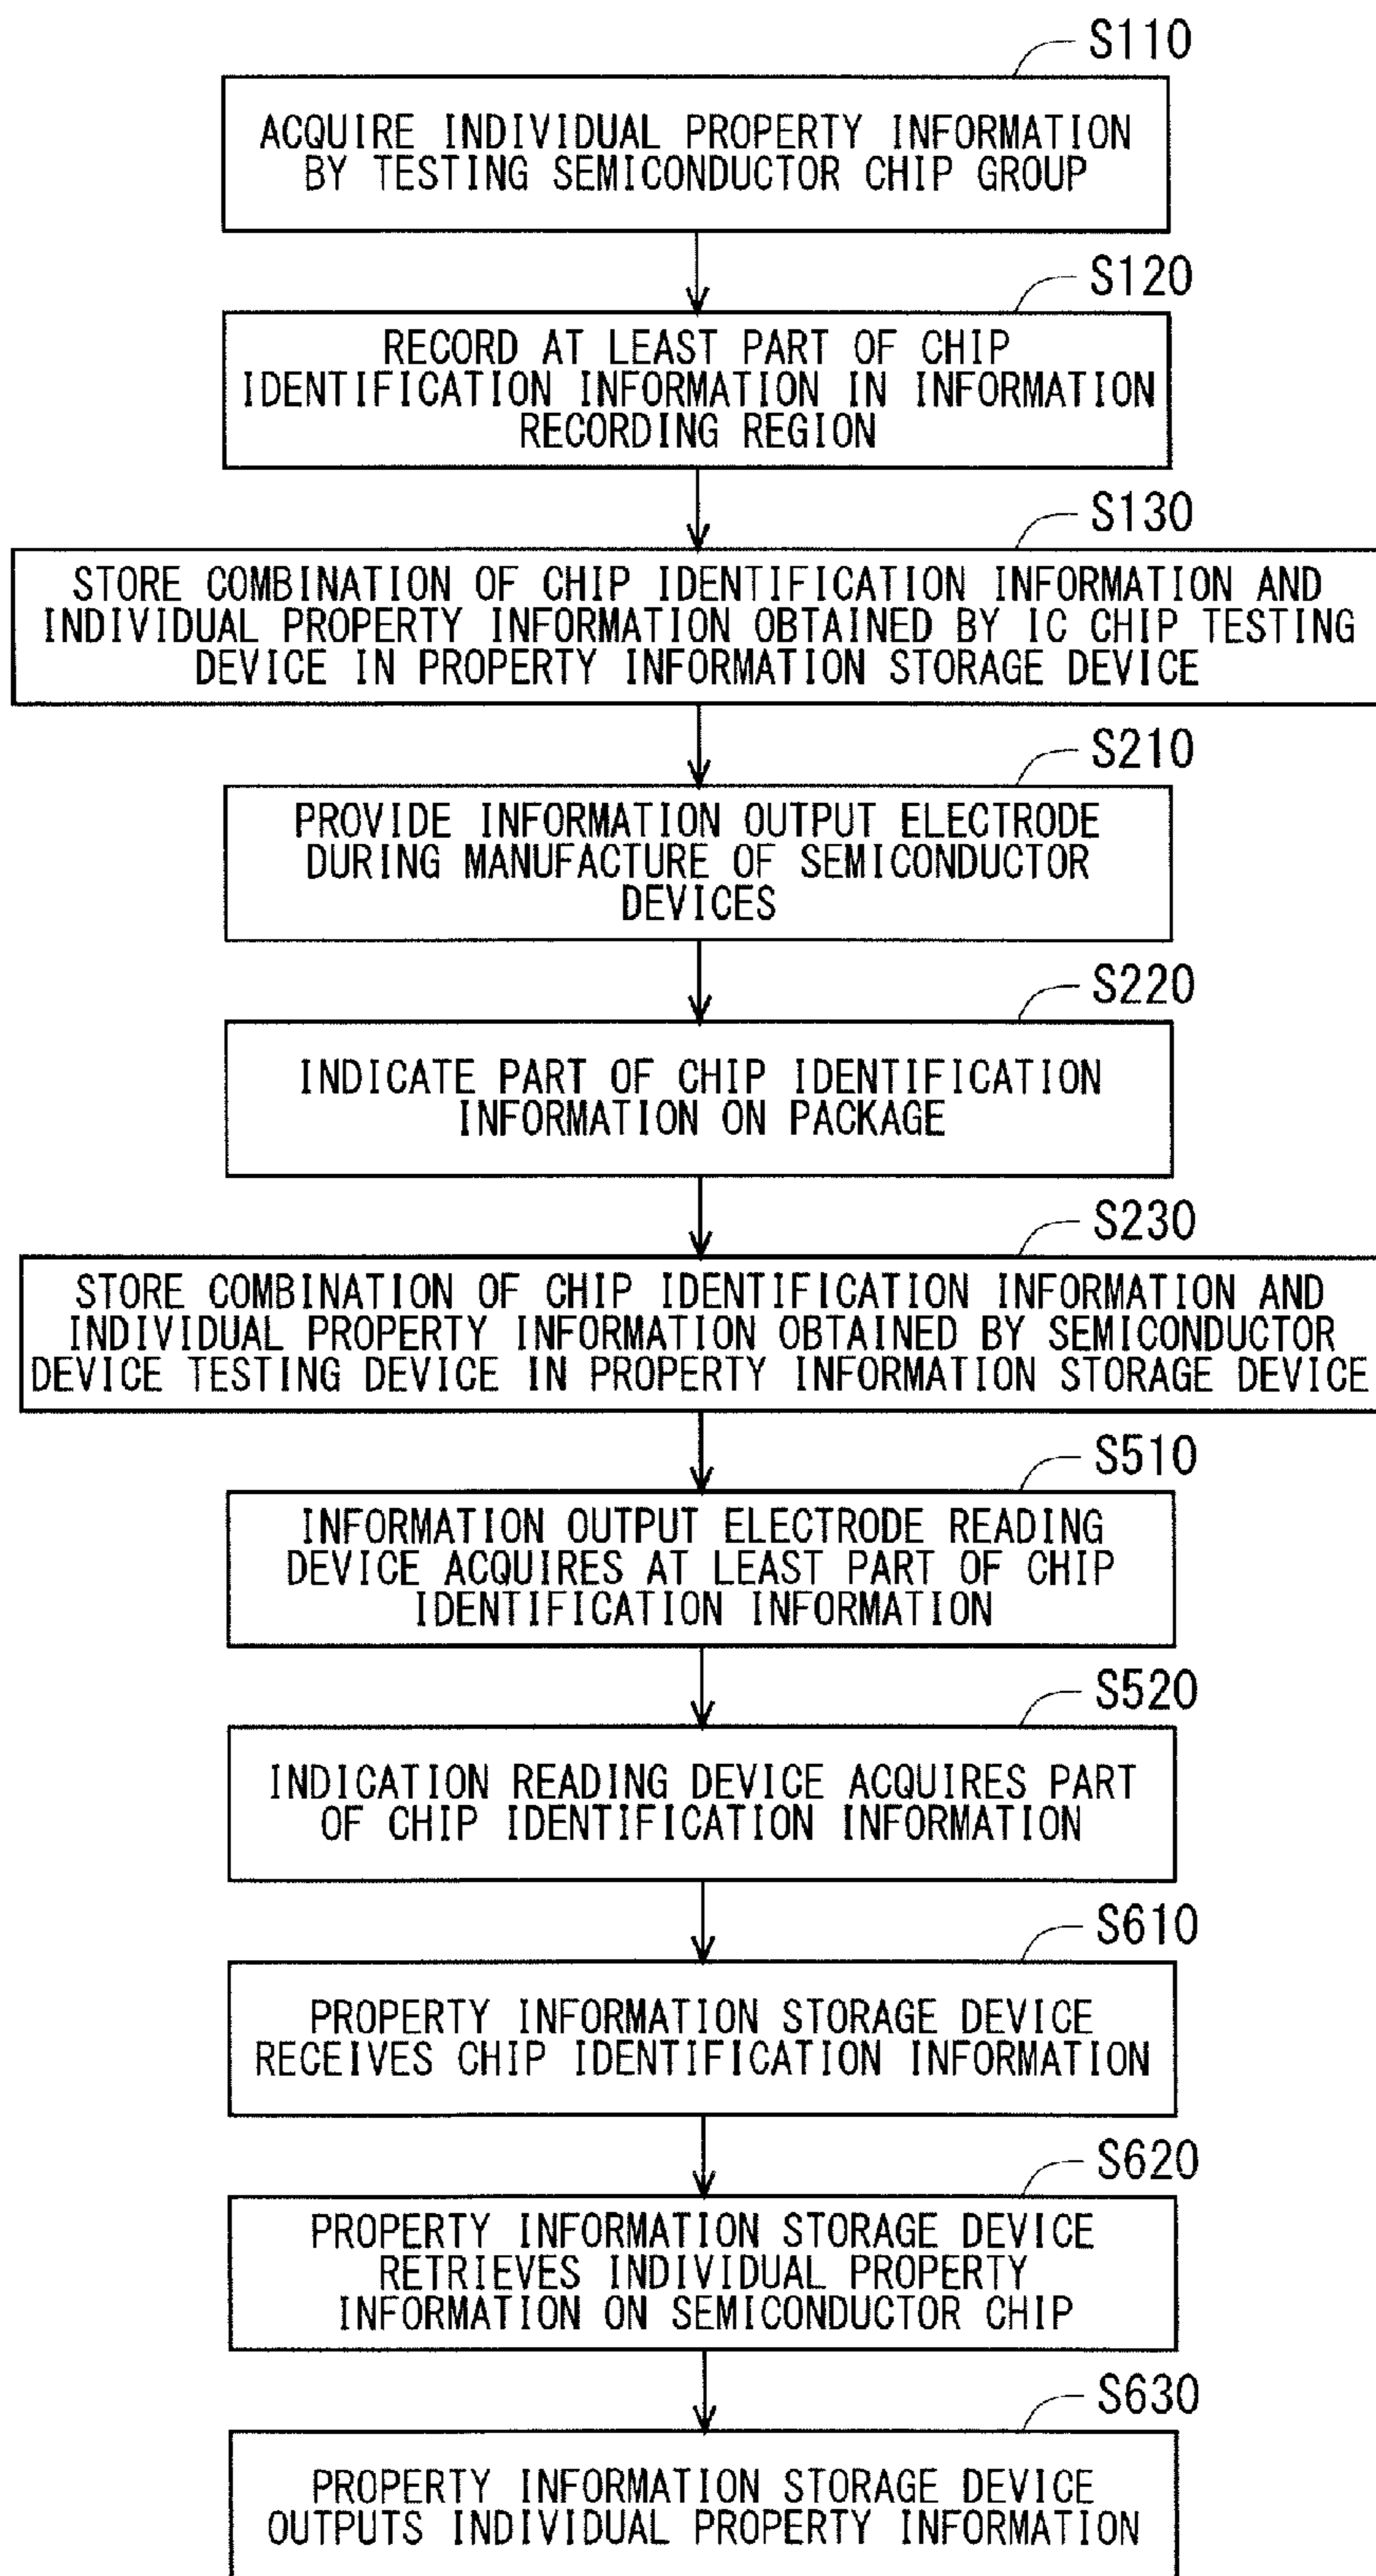 S110
ACQUIRE INDIVIDUAL PROPERTY INFORMATION
BY TESTING SEMICONDUCTOR CHIP GROUP
S120
RECORD AT LEAST PART OF CHIP
IDENTIFICATION INFORMATION IN INFORMATION
RECORDING REGION
S130
STORE COMBINATION OF CHIP IDENTIFICATION INFORMATION AND
INDIVIDUAL PROPERTY INFORMATION OBTAINED BY IC CHIP TESTING
DEVICE IN PROPERTY INFORMATION STORAGE DEVICE
S210
PROVIDE INFORMATION OUTPUT ELECTRODE
DURING MANUFACTURE OF SEMICONDUCTOR
DEVICES
S220
INDICATE PART OF CHIP IDENTIFICATION
INFORMATION ON PACKAGE
S230
STORE COMBINATION OF CHIP IDENTIFICATION INFORMATION AND
INDIVIDUAL PROPERTY INFORMATION OBTAINED BY SEMICONDUCTOR
DEVICE TESTING DEVICE IN PROPERTY INFORMATION STORAGE DEVICE
S510
INFORMATION OUTPUT ELECTRODE READING
DEVICE ACQUIRES AT LEAST PART OF CHIP
IDENTIFICATION INFORMATION
S520
INDICATION READING DEVICE ACQUIRES PART
OF CHIP IDENTIFICATION INFORMATION
S610
PROPERTY INFORMATION STORAGE DEVICE
RECEIVES CHIP IDENTIFICATION INFORMATION
S620
PROPERTY INFORMATION STORAGE DEVICE
RETRIEVES INDIVIDUAL PROPERTY
INFORMATION ON SEMICONDUCTOR CHIP
S630
PROPERTY INFORMATION STORAGE DEVICE
OUTPUTS INDIVIDUAL PROPERTY INFORMATION